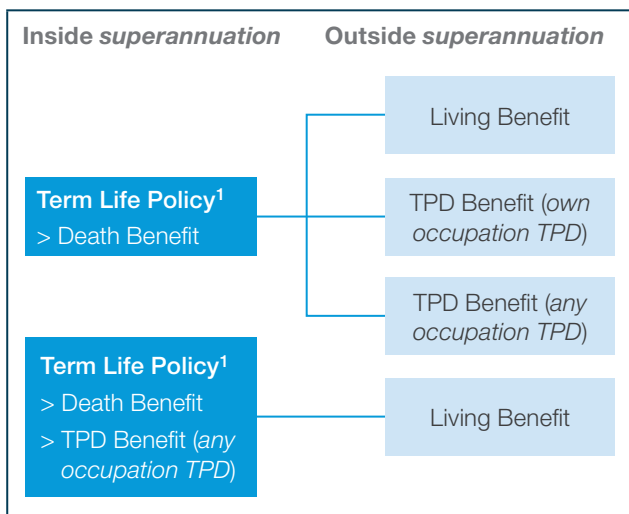 Inside superannuation
Outside superannuation
Living Benefit
Term Life Policy¹
> Death Benefit
TPD Benefit (own
occupation TPD)
TPD Benefit (any
occupation TPD)
Term Life Policy¹
> Death Benefit
> TPD Benefit (any
occupation TPD)
Living Benefit